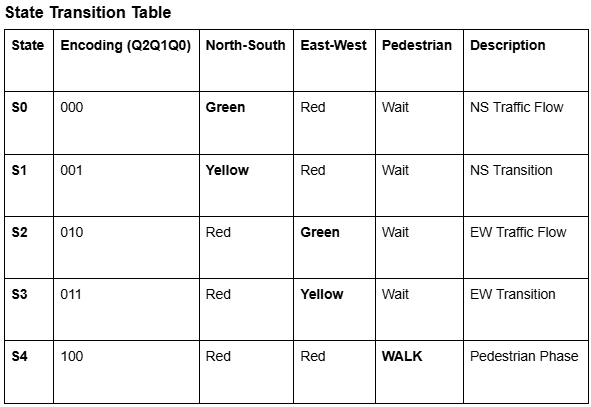 State Transition Table
State Encoding (Q2Q1Q0) North-South East-West Pedestrian Description
S0 000 Green Red Wait NS Traffic Flow
S1 001 Yellow Red Wait NS Transition
S2 010 Red Green Wait EW Traffic Flow
S3 011 Red Yellow Wait EW Transition
S4 100 Red Red WALK Pedestrian Phase